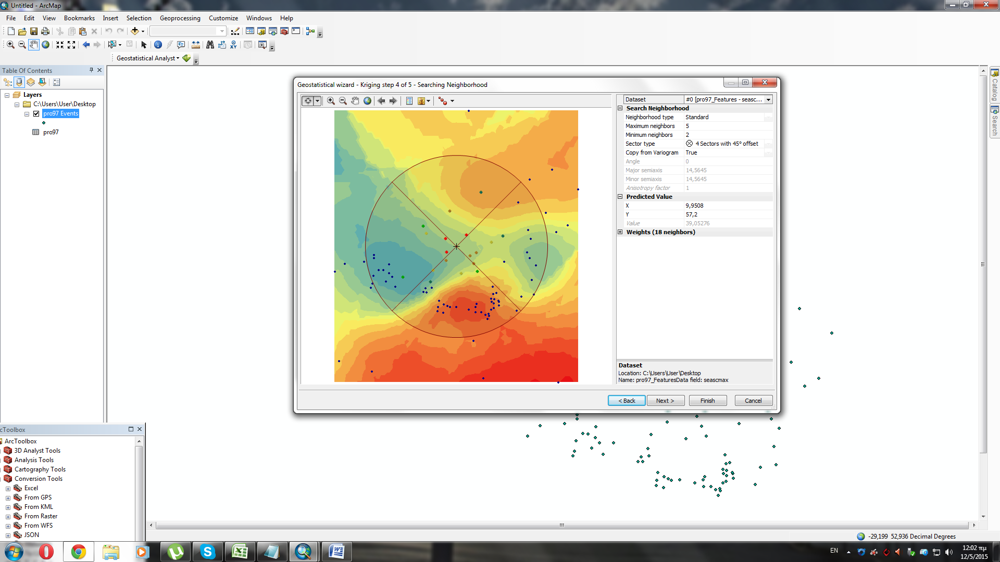 Untitled - ArcMap
File Edit View Bookmarks Insert Selection Geoprocessing Customize Windows Help
Geostatistical Analyst
Table Of Contents
Layers
C:\Users\User\Desktop
pro97 Events
pro97
Geostatistical wizard - Kriging step 4 of 5 - Searching Neighborhood
Dataset #0 [pro97_Features - seasc...
Search Neighborhood
Neighborhood type Standard
Maximum neighbors 5
Minimum neighbors 2
Sector type 4 Sectors with 45° offset
Copy from Variogram True
Angle 0
Major semiaxis 14,5645
Minor semiaxis 14,5645
Anisotropy factor 1
Predicted Value
X 9,9508
Y 57,2
Value 39,05276
Weights (18 neighbors)
Dataset
Location: C:\Users\User\Desktop
Name: pro97_FeaturesData field: seascmax
< Back Next > Finish Cancel
Catalog
Search
cToolbox
ArcToolbox
3D Analyst Tools
Analysis Tools
Cartography Tools
Conversion Tools
Excel
From GPS
From KML
From Raster
From WFS
JSON
-29,199 52,936 Decimal Degrees
EN
12:02 πμ
12/5/2015